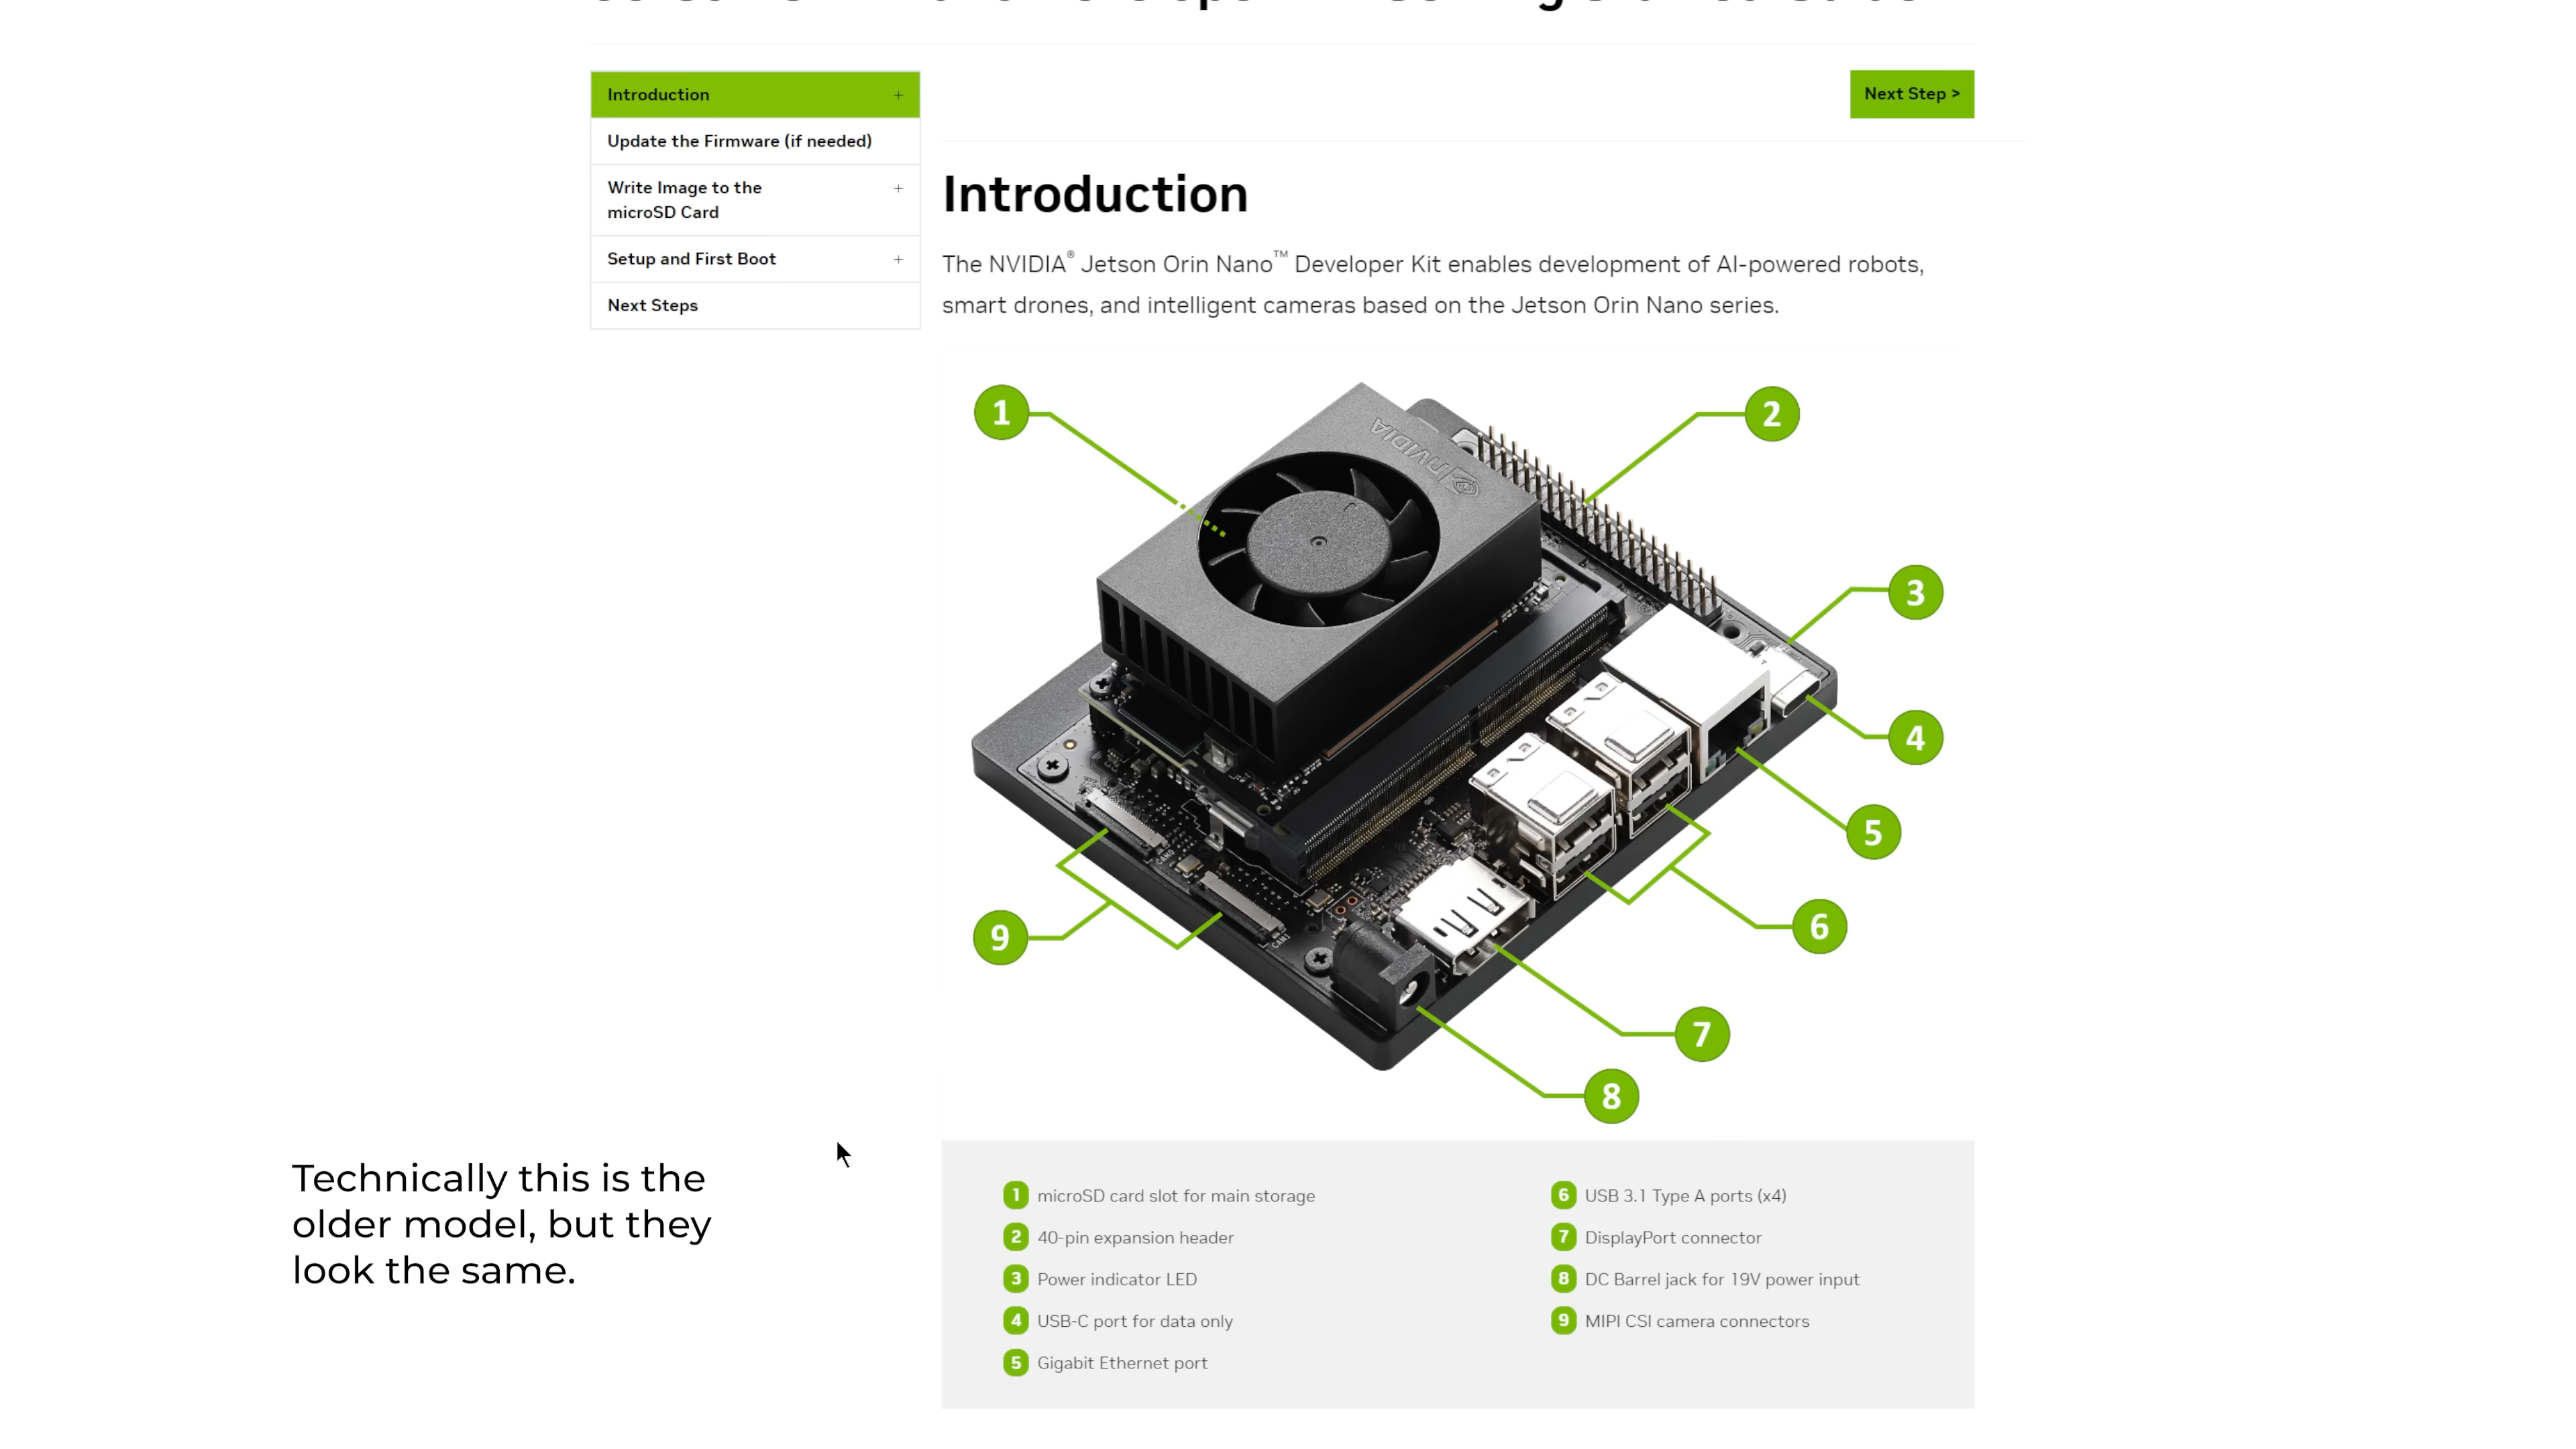 Introduction +
Update the Firmware (if needed)
Write Image to the +
microSD Card
Setup and First Boot +
Next Steps
Next Step >
Introduction
The NVIDIA® Jetson Orin Nano™ Developer Kit enables development of AI-powered robots,
smart drones, and intelligent cameras based on the Jetson Orin Nano series.
1
2
NVIDIA
3
4
5
6
7
8
9
CAM0
CAM1
Technically this is the
older model, but they
look the same.
1 microSD card slot for main storage
2 40-pin expansion header
3 Power indicator LED
4 USB-C port for data only
5 Gigabit Ethernet port
6 USB 3.1 Type A ports (x4)
7 DisplayPort connector
8 DC Barrel jack for 19V power input
9 MIPI CSI camera connectors